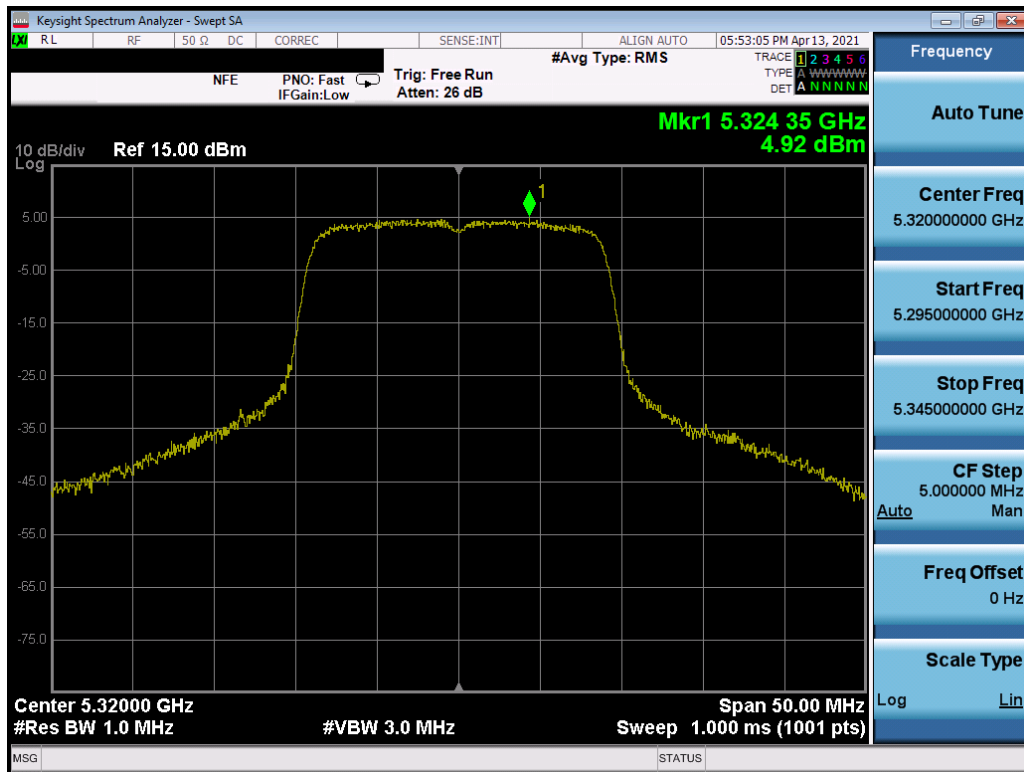 Keysight Spectrum Analyzer - Swept SA
LXI RL RF 50 Ω DC CORREC SENSE:INT ALIGN AUTO 05:53:05 PM Apr 13, 2021
NFE PNO: Fast IFGain:Low Trig: Free Run Atten: 26 dB #Avg Type: RMS
TRACE 1 2 3 4 5 6
TYPE A WWWWW
DET A N N N N N
Mkr1 5.324 35 GHz
4.92 dBm
10 dB/div Ref 15.00 dBm
Log
1
5.00
-5.00
-15.0
-25.0
-35.0
-45.0
-55.0
-65.0
-75.0
Center 5.32000 GHz Span 50.00 MHz
#Res BW 1.0 MHz #VBW 3.0 MHz Sweep 1.000 ms (1001 pts)
MSG STATUS
Frequency
Auto Tune
Center Freq
5.320000000 GHz
Start Freq
5.295000000 GHz
Stop Freq
5.345000000 GHz
CF Step
5.000000 MHz
Auto Man
Freq Offset
0 Hz
Scale Type
Log Lin